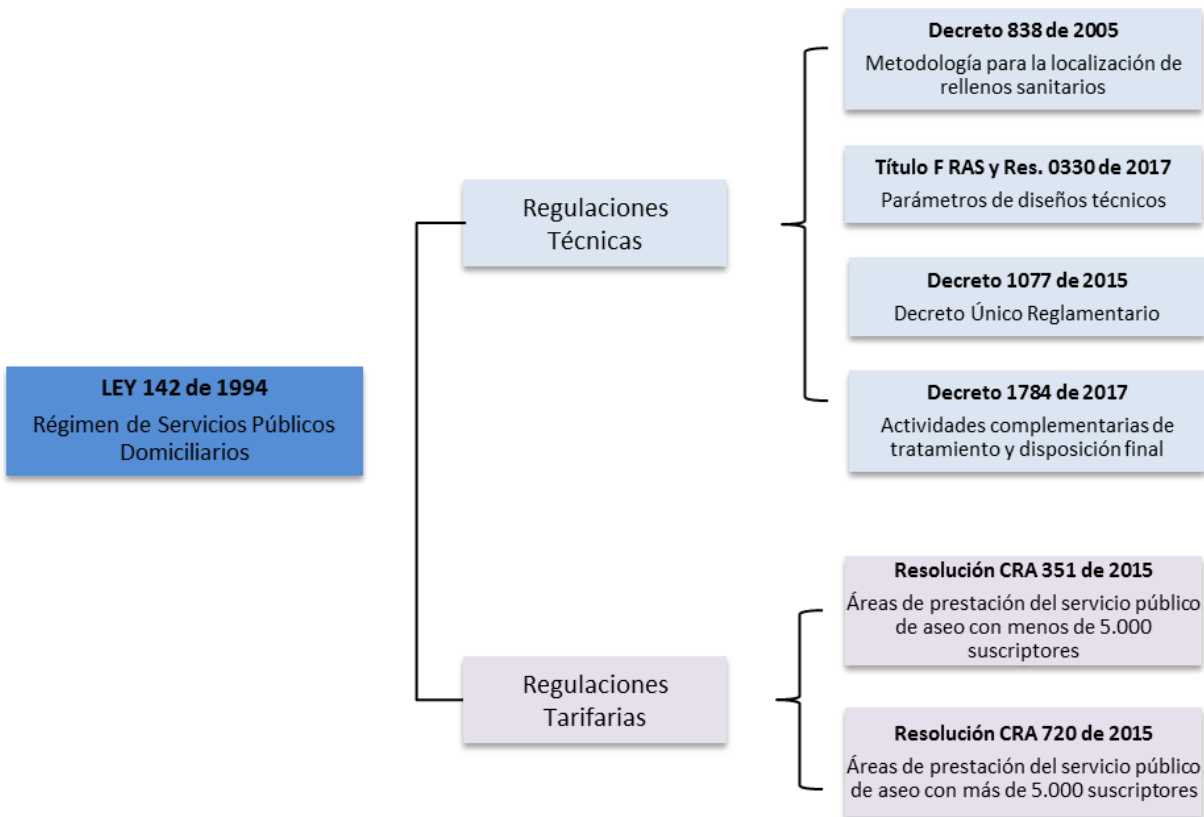 LEY 142 de 1994
Régimen de Servicios Públicos
Domiciliarios
Regulaciones
Técnicas
Decreto 838 de 2005
Metodología para la localización de
rellenos sanitarios
Título F RAS y Res. 0330 de 2017
Parámetros de diseños técnicos
Decreto 1077 de 2015
Decreto Único Reglamentario
Decreto 1784 de 2017
Actividades complementarias de
tratamiento y disposición final
Regulaciones
Tarifarias
Resolución CRA 351 de 2015
Áreas de prestación del servicio público
de aseo con menos de 5.000
suscriptores
Resolución CRA 720 de 2015
Áreas de prestación del servicio público
de aseo con más de 5.000 suscriptores